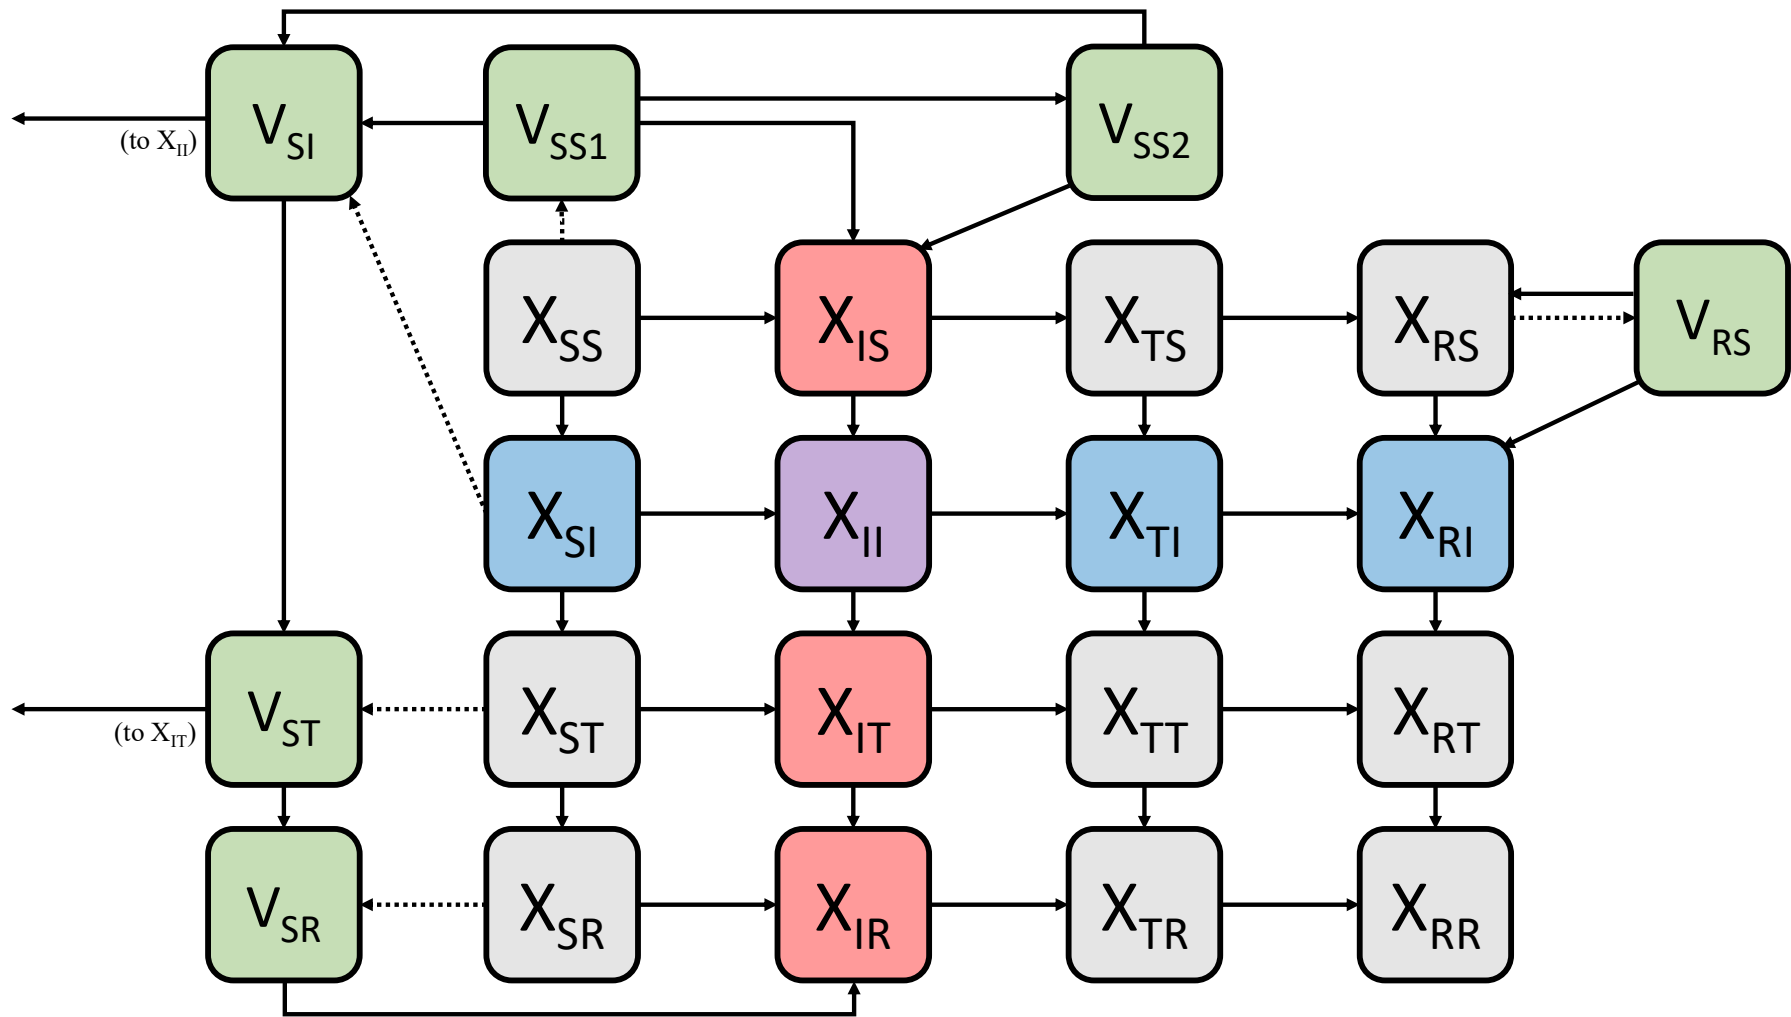 V_SI V_SS1 V_SS2
(to X_II)
X_SS X_IS X_TS X_RS V_RS
X_SI X_II X_TI X_RI
V_ST X_ST X_IT X_TT X_RT
(to X_IT)
V_SR X_SR X_IR X_TR X_RR